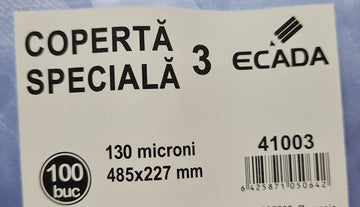 COPERTĂ
SPECIALĂ 3
ECADA
100
buc
130 microni
485x227 mm
41003
6425871050642